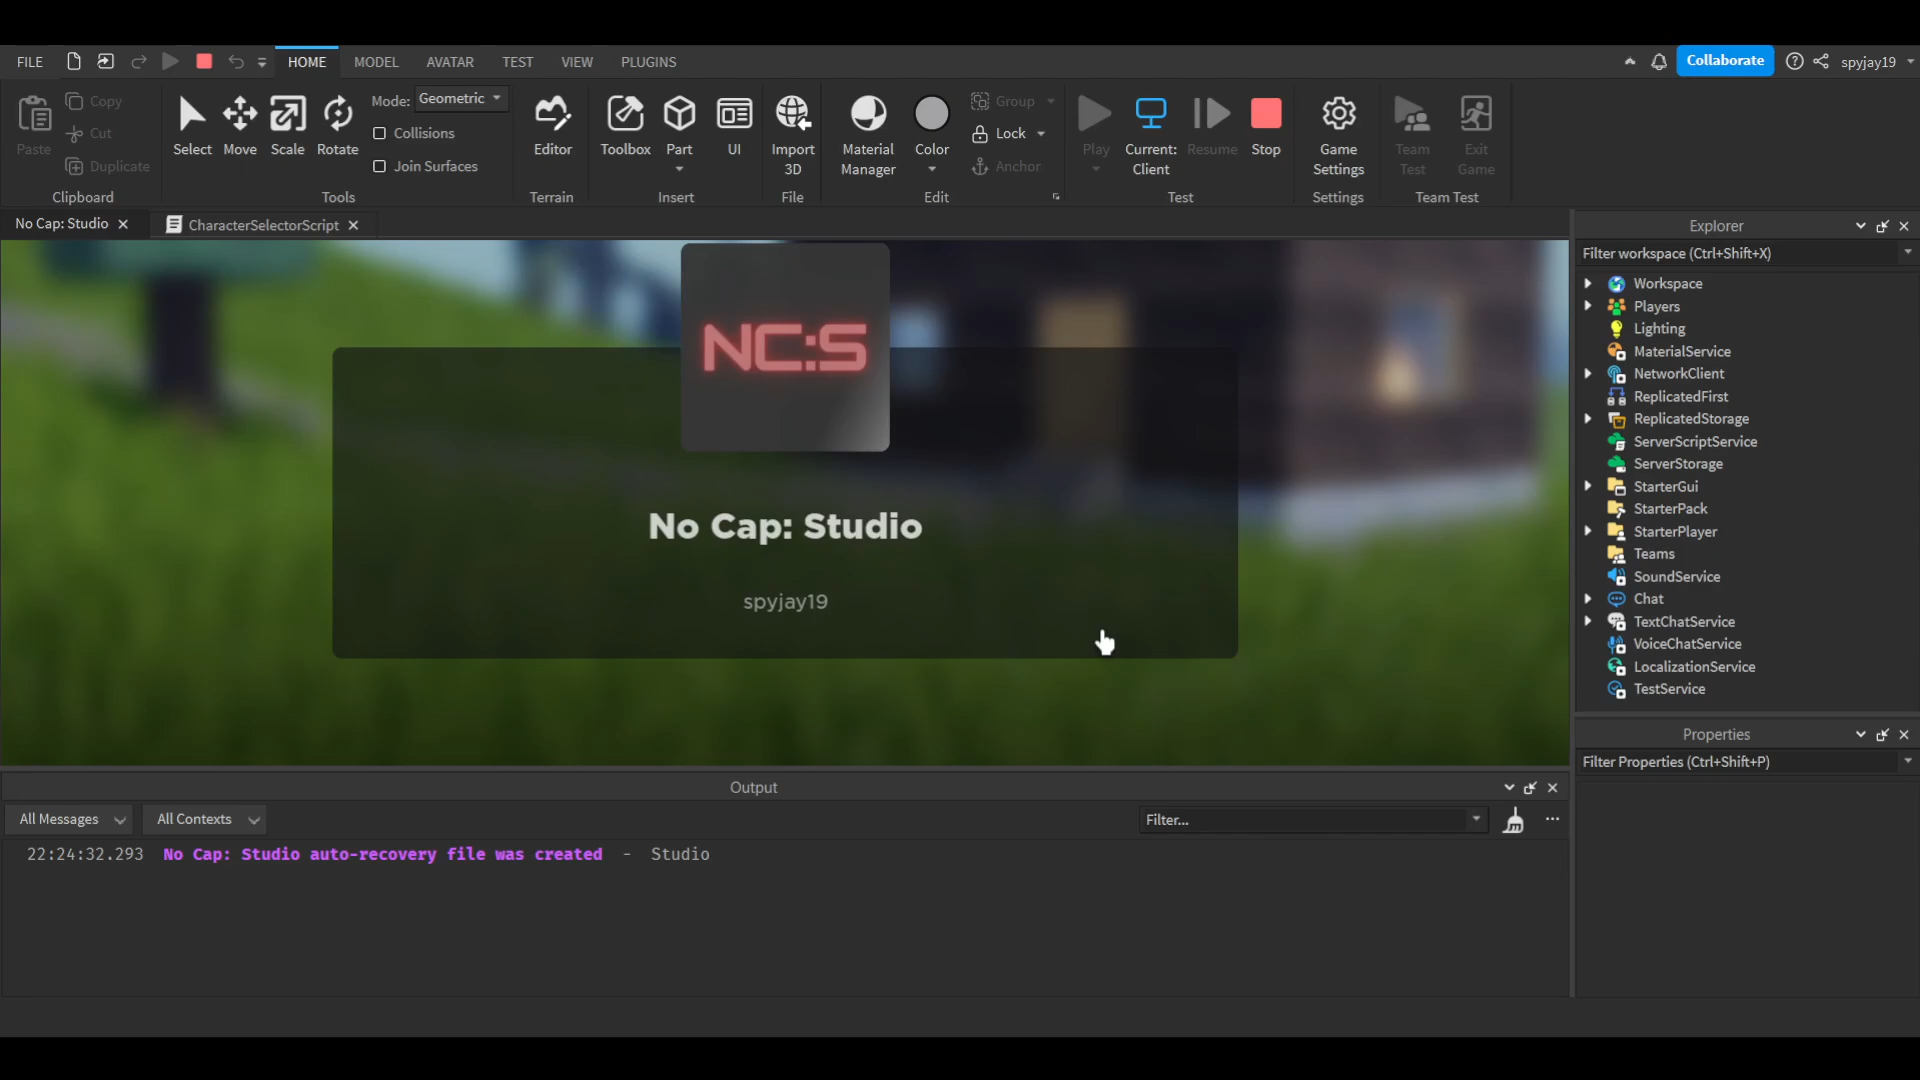 FILE HOME MODEL AVATAR TEST VIEW PLUGINS Collaborate spyjay19
Paste Copy Cut Duplicate Clipboard
Select Move Scale Rotate Mode: Geometric Collisions Join Surfaces Tools
Editor Terrain
Toolbox Part UI Insert
Import 3D File
Material Manager Color Group Lock Anchor Edit
Play Current: Client Resume Stop Test
Game Settings Settings
Team Test Exit Game Team Test
No Cap: Studio CharacterSelectorScript
NC:S
No Cap: Studio
spyjay19
Explorer
Filter workspace (Ctrl+Shift+X)
Workspace
Players
Lighting
MaterialService
NetworkClient
ReplicatedFirst
ReplicatedStorage
ServerScriptService
ServerStorage
StarterGui
StarterPack
StarterPlayer
Teams
SoundService
Chat
TextChatService
VoiceChatService
LocalizationService
TestService
Properties
Filter Properties (Ctrl+Shift+P)
Output
All Messages All Contexts Filter...
22:24:32.293 No Cap: Studio auto-recovery file was created - Studio